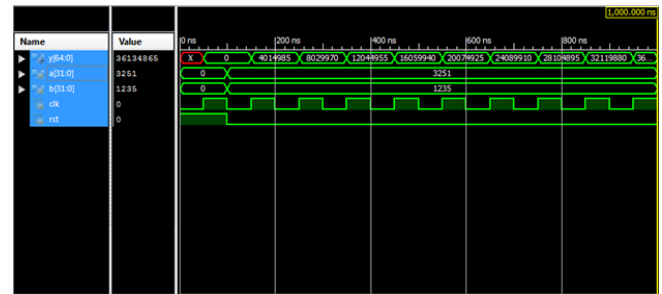 1,000.000 ns
Name Value 0 ns 200 ns 400 ns 600 ns 800 ns
y[64:0] 36134865 X 0 4014985 8029970 12044955 16059940 20074925 24089910 28104895 32119880 36...
a[31:0] 3251 0 3251
b[31:0] 1235 0 1235
clk 0
rst 0